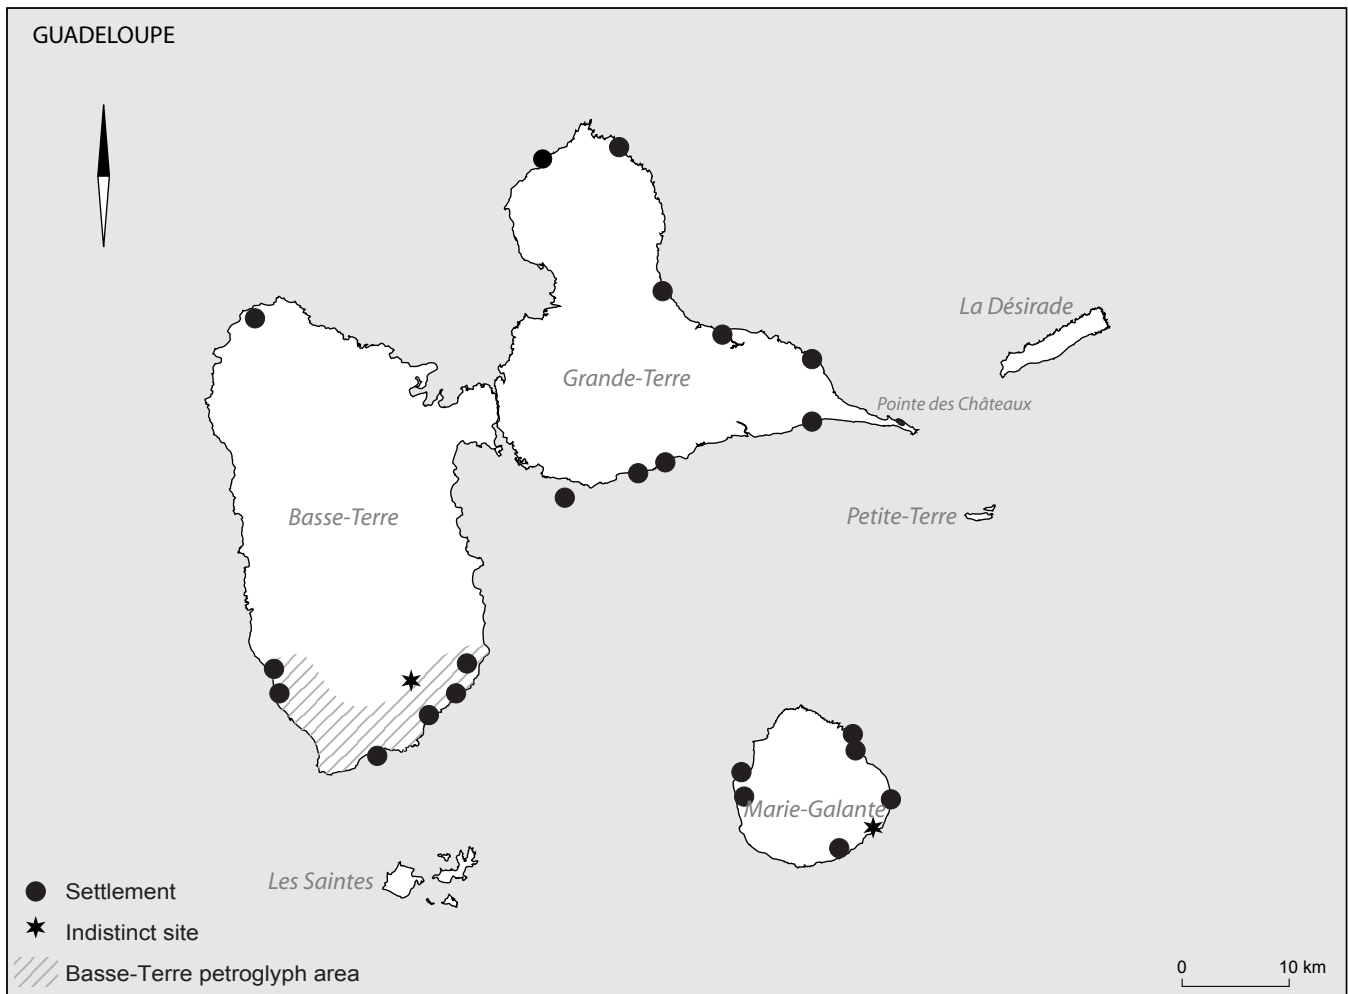 GUADELOUPE
La Désirade
Grande-Terre
Pointe des Châteaux
Basse-Terre
Petite-Terre
Marie-Galante
Les Saintes
Settlement
Indistinct site
Basse-Terre petroglyph area
0 10 km